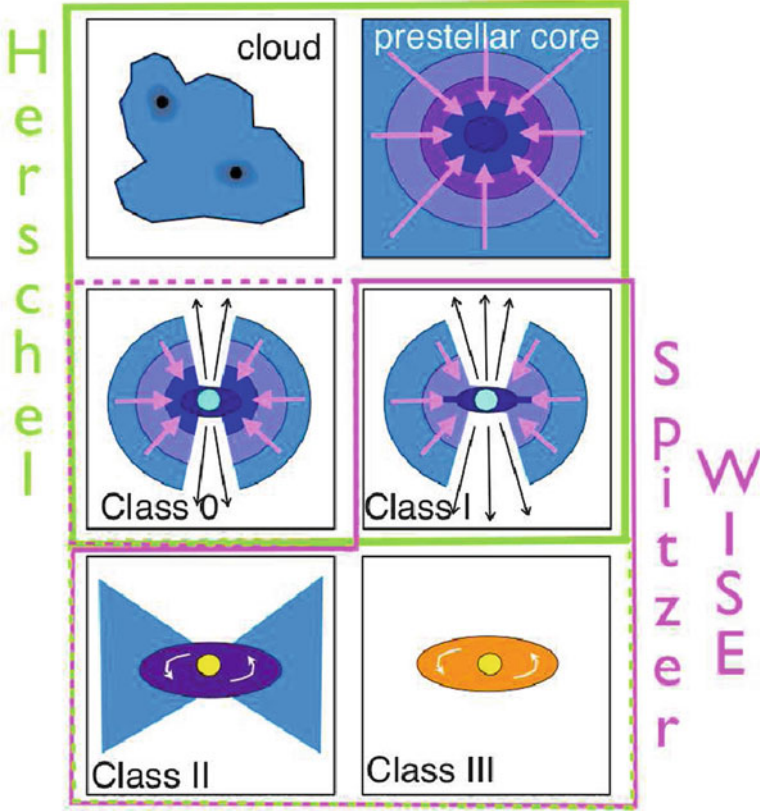 Herschel
cloud
prestellar core
Class 0
Class I
Spitzer
WISE
Class II
Class III